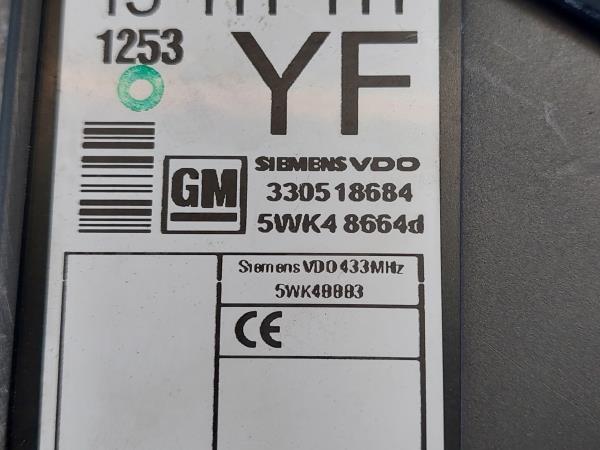 1253
YF
GM
SIEMENS VDO
330518684
5WK4 8664d
Siemens VDO 433MHz
5WK48883
CE